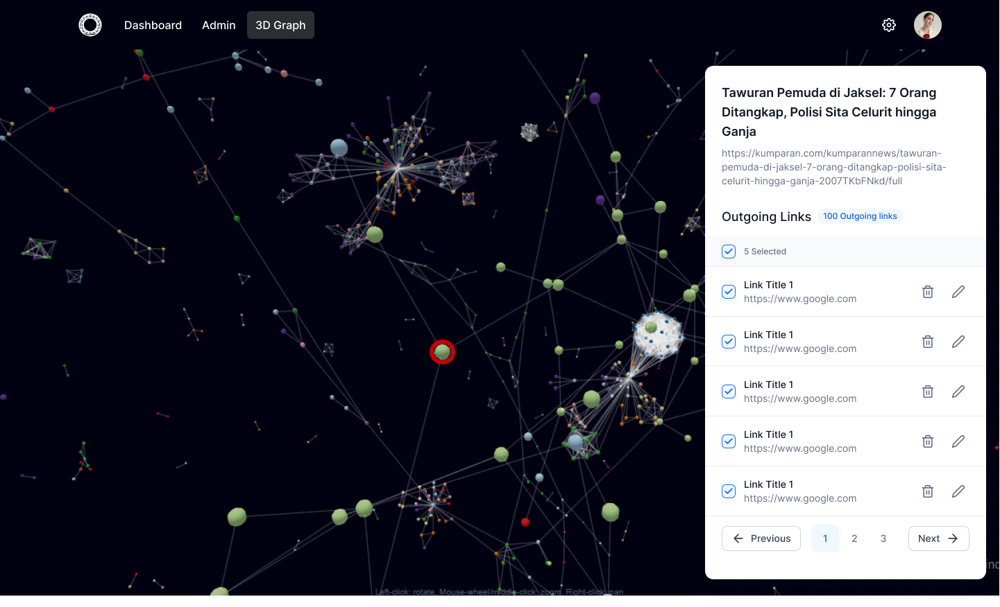 Dashboard
Admin
3D Graph
Tawuran Pemuda di Jaksel: 7 Orang
Ditangkap, Polisi Sita Celurit hingga
Ganja
https://kumparan.com/kumparannews/tawuran-
pemuda-di-jaksel-7-orang-ditangkap-polisi-sita-
celurit-hingga-ganja-2007TKbFNkd/full
Outgoing Links
100 Outgoing links
5 Selected
Link Title 1
https://www.google.com
Link Title 1
https://www.google.com
Link Title 1
https://www.google.com
Link Title 1
https://www.google.com
Link Title 1
https://www.google.com
Previous
1
2
3
Next
Left-click: rotate, Mouse-wheel/middle-click: zoom, Right-click: pan